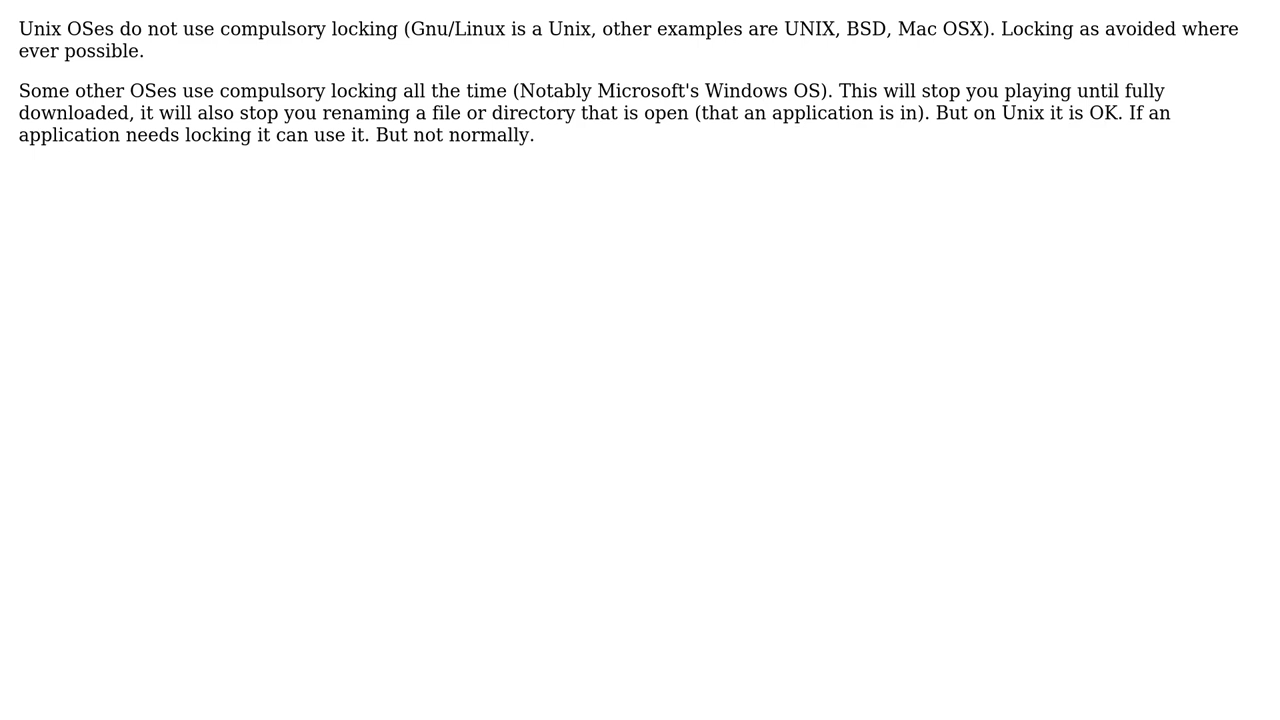 Unix OSes do not use compulsory locking (Gnu/Linux is a Unix, other examples are UNIX, BSD, Mac OSX). Locking as avoided where
ever possible.
Some other OSes use compulsory locking all the time (Notably Microsoft's Windows OS). This will stop you playing until fully
downloaded, it will also stop you renaming a file or directory that is open (that an application is in). But on Unix it is OK. If an
application needs locking it can use it. But not normally.